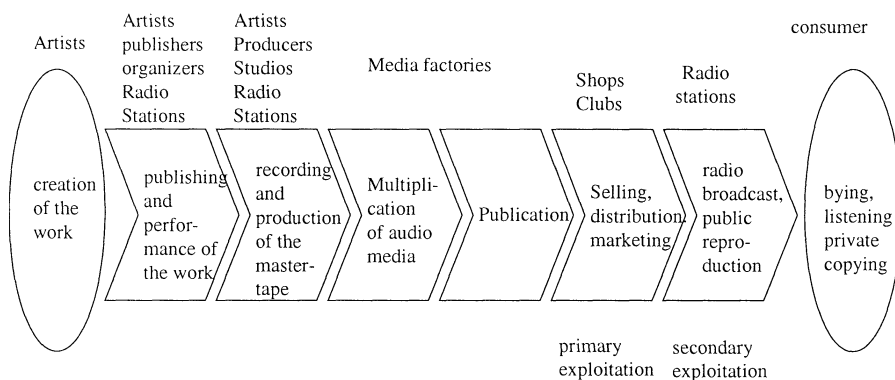 Artists
creation
of the
work
Artists
publishers
organizers
Radio
Stations
publishing
and
perfor-
mance of
the work
Artists
Producers
Studios
Radio
Stations
recording
and
production
of the
master-
tape
Media factories
Multipli-
cation
of audio
media
Publication
Shops
Clubs
Selling,
distribution,
marketing
primary
exploitation
Radio
stations
radio
broadcast,
public
repro-
duction
secondary
exploitation
consumer
bying,
listening
private
copying